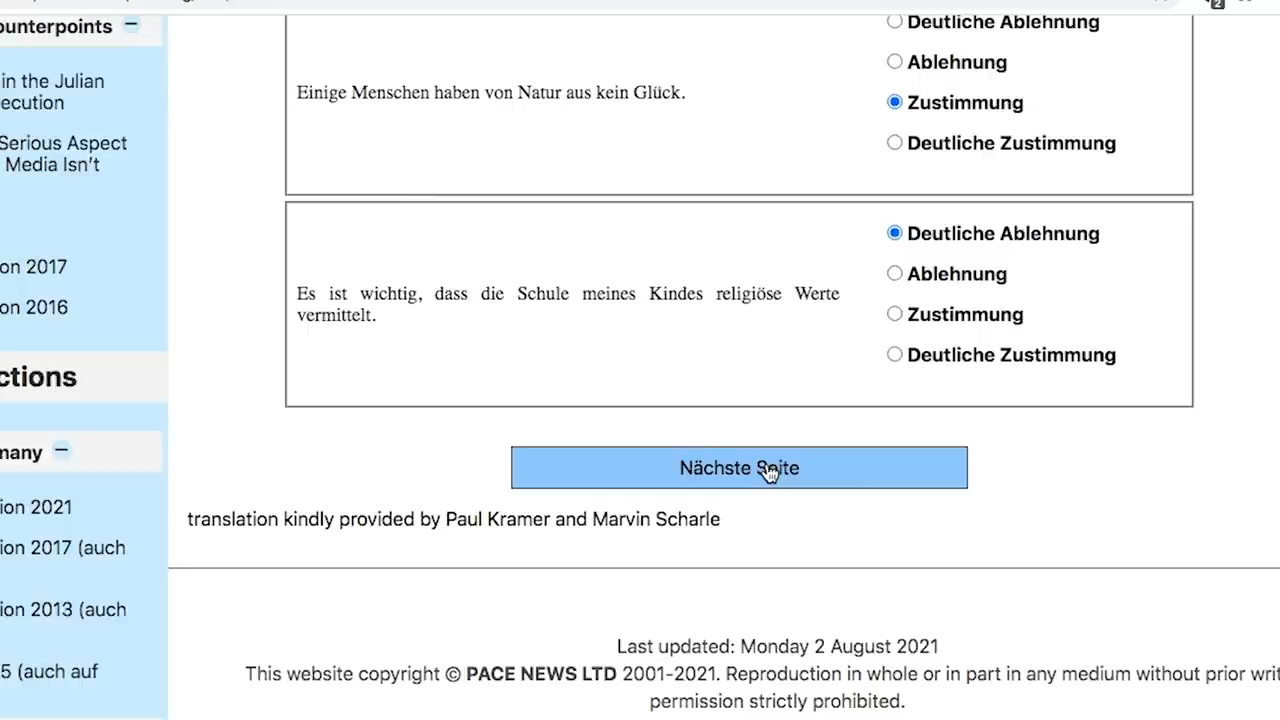 ounterpoints
in the Julian
ecution
Serious Aspect
Media Isn't
on 2017
on 2016
ctions
many
ion 2021
ion 2017 (auch
ion 2013 (auch
5 (auch auf
2
Deutliche Ablehnung
Ablehnung
Einige Menschen haben von Natur aus kein Glück.
Zustimmung
Deutliche Zustimmung
Deutliche Ablehnung
Ablehnung
Es ist wichtig, dass die Schule meines Kindes religiöse Werte
vermittelt.
Zustimmung
Deutliche Zustimmung
Nächste Seite
translation kindly provided by Paul Kramer and Marvin Scharle
Last updated: Monday 2 August 2021
This website copyright © PACE NEWS LTD 2001-2021. Reproduction in whole or in part in any medium without prior writ
permission strictly prohibited.